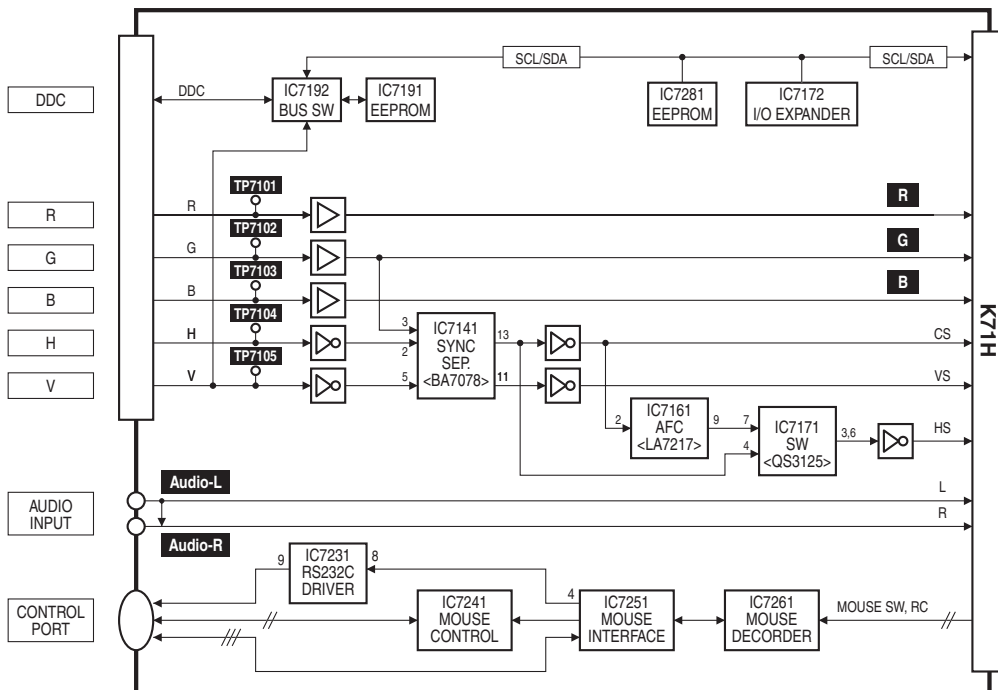 SCL/SDA
SCL/SDA
DDC
DDC
IC7192
BUS SW
IC7191
EEPROM
IC7281
EEPROM
IC7172
I/O EXPANDER
TP7101
R
R
R
TP7102
G
G
G
TP7103
B
B
B
TP7104
H
H
3
2
IC7141
SYNC
SEP.
<BA7078>
13
CS
K71H
TP7105
V
V
5
11
VS
2
IC7161
AFC
<LA7217>
9
7
4
IC7171
SW
<QS3125>
3,6
HS
Audio-L
L
AUDIO
INPUT
R
Audio-R
9
IC7231
RS232C
DRIVER
8
CONTROL
PORT
IC7241
MOUSE
CONTROL
4
IC7251
MOUSE
INTERFACE
IC7261
MOUSE
DECORDER
MOUSE SW, RC